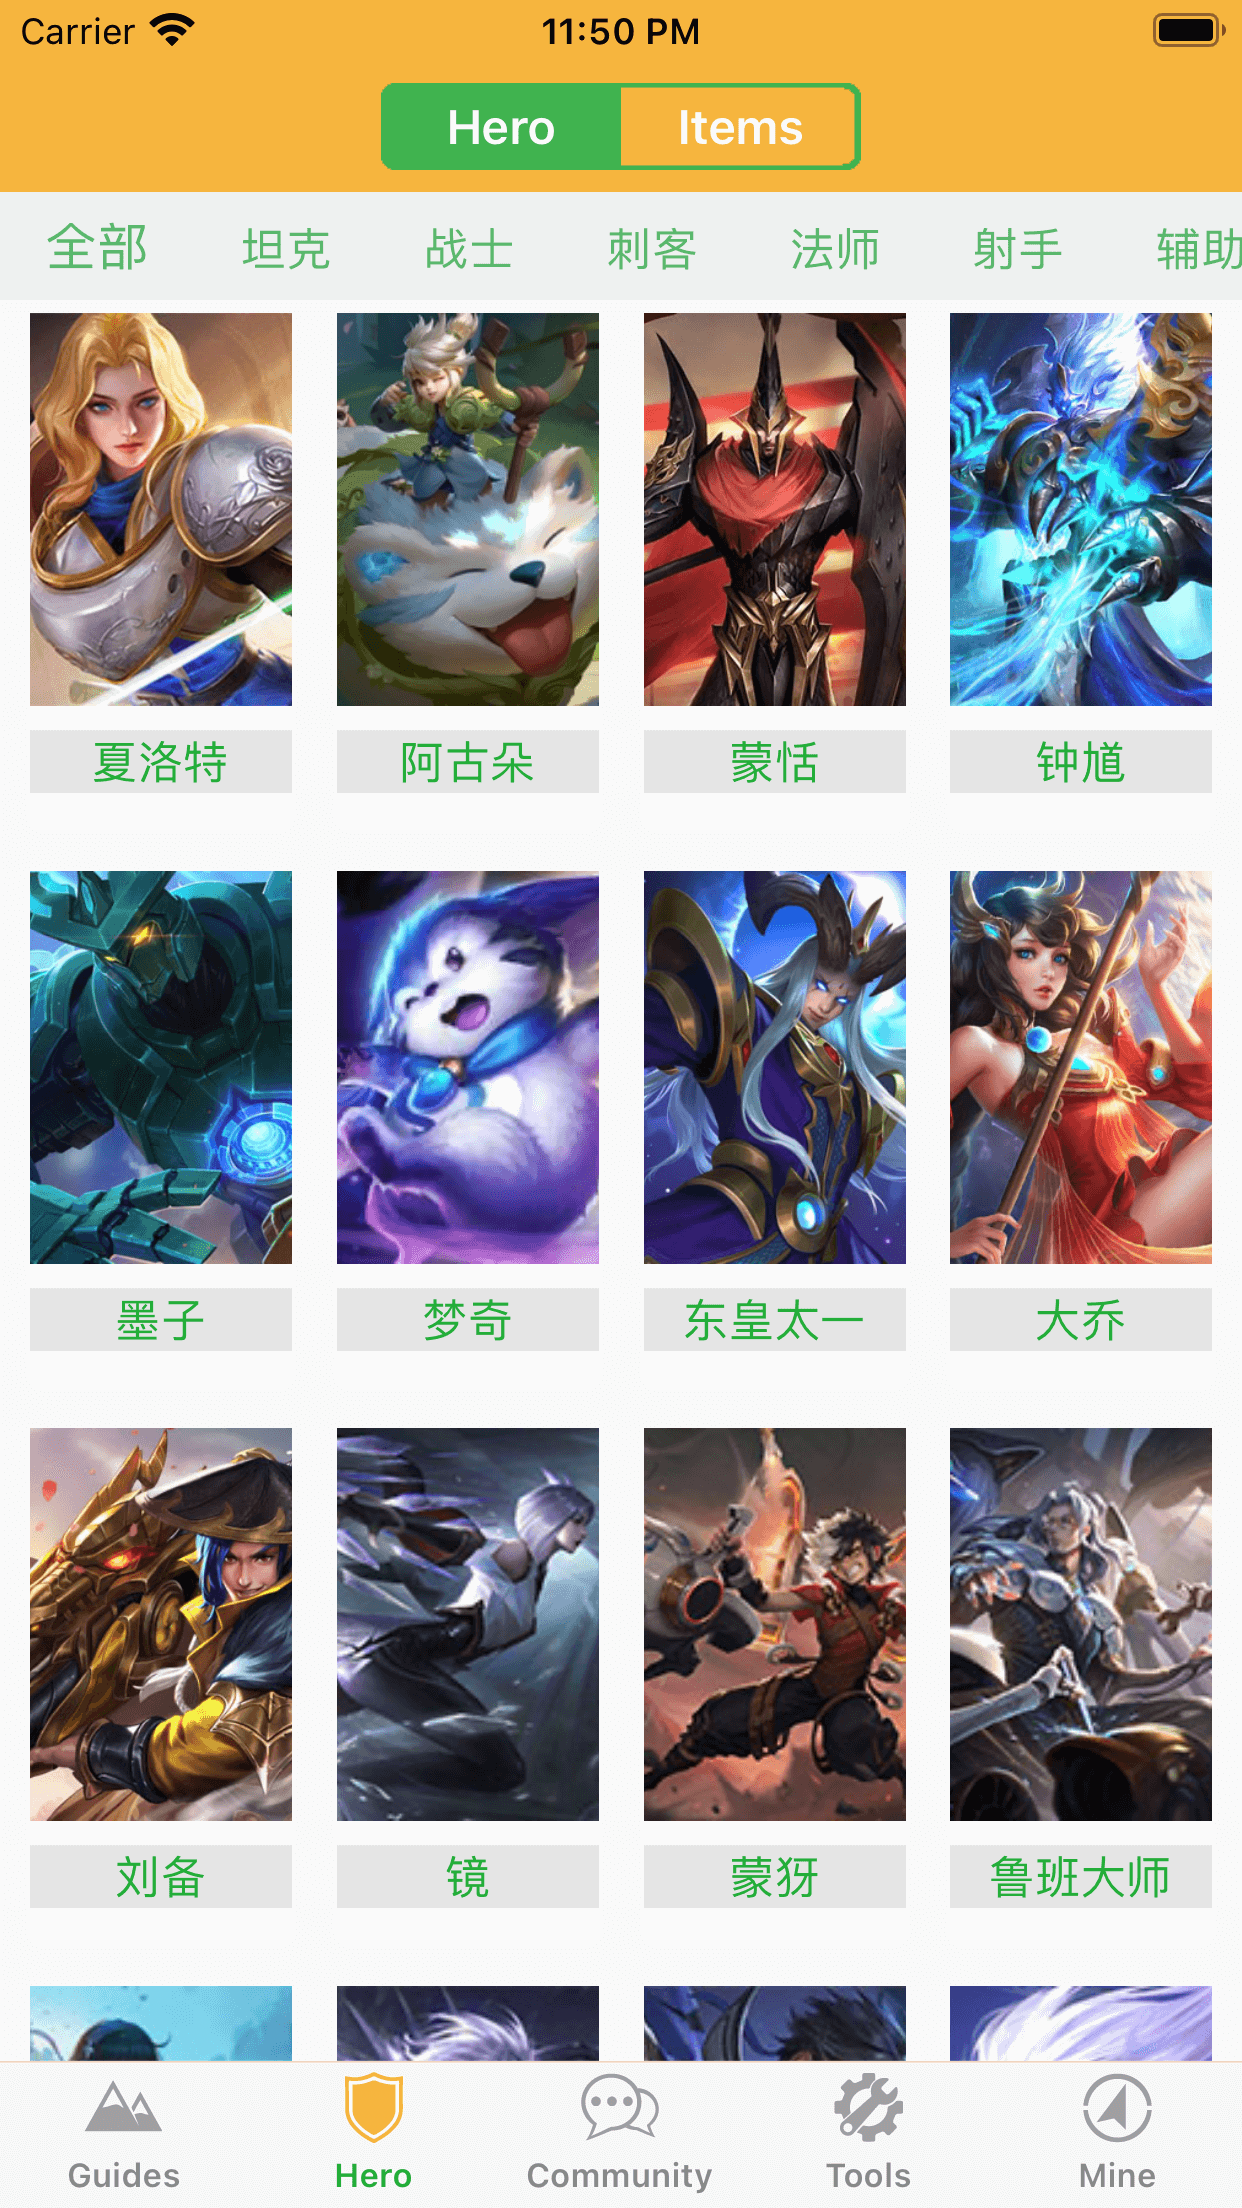 Carrier 11:50 PM
Hero Items
全部 坦克 战士 刺客 法师 射手 辅助
夏洛特 阿古朵 蒙恬 钟馗
墨子 梦奇 东皇太一 大乔
刘备 镜 蒙犽 鲁班大师
Guides Hero Community Tools Mine